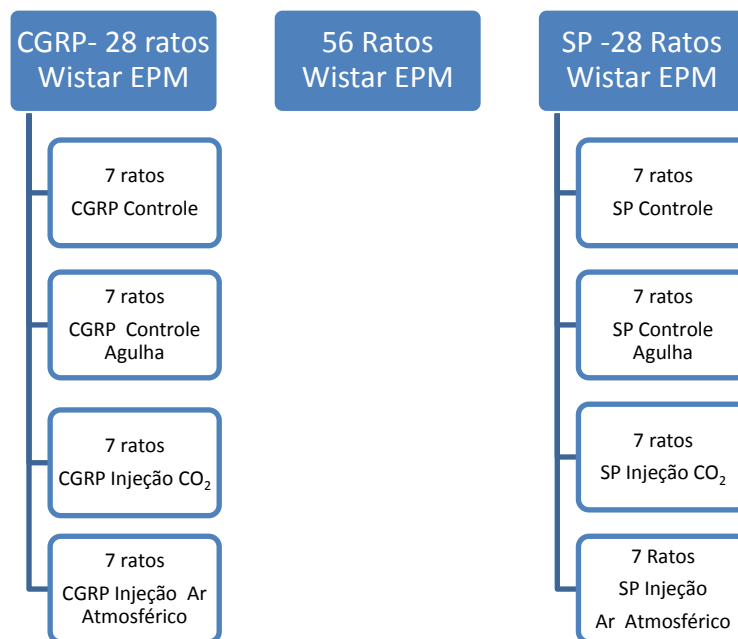 CGRP- 28 ratos
Wistar EPM
7 ratos
CGRP Controle
7 ratos
CGRP Controle
Agulha
7 ratos
CGRP Injeção CO₂
7 ratos
CGRP Injeção Ar
Atmosférico
56 Ratos
Wistar EPM
SP -28 Ratos
Wistar EPM
7 ratos
SP Controle
7 ratos
SP Controle
Agulha
7 ratos
SP Injeção CO₂
7 Ratos
SP Injeção
Ar Atmosférico